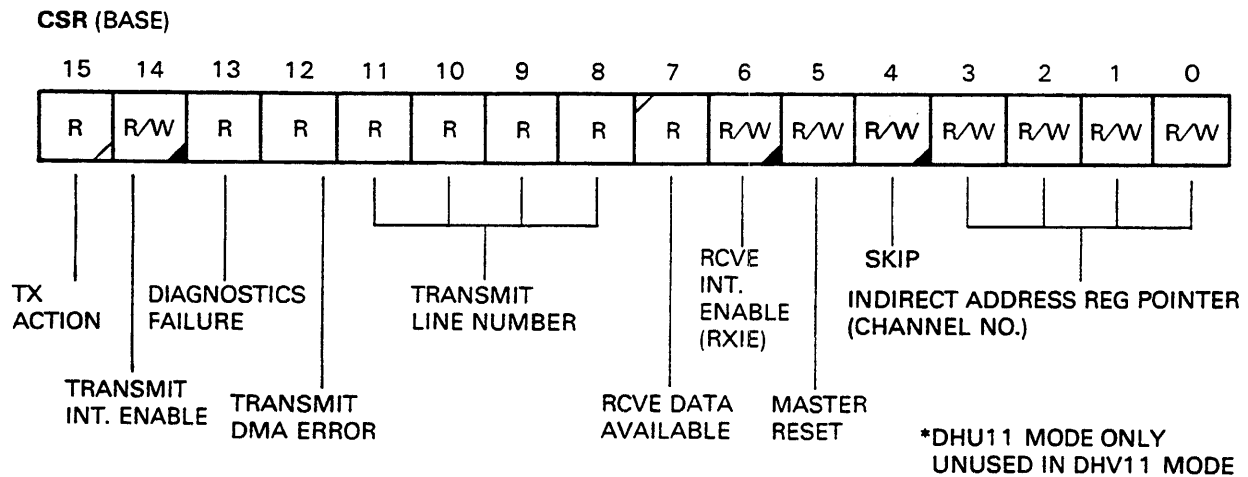 CSR (BASE)
15 14 13 12 11 10 9 8 7 6 5 4 3 2 1 0
R R/W R R R R R R R R/W R/W R/W R/W R/W R/W R/W
TX
ACTION
DIAGNOSTICS
FAILURE
TRANSMIT
LINE NUMBER
RCVE
INT.
ENABLE
(RXIE)
SKIP
INDIRECT ADDRESS REG POINTER
(CHANNEL NO.)
TRANSMIT
INT. ENABLE
TRANSMIT
DMA ERROR
RCVE DATA
AVAILABLE
MASTER
RESET
*DHU11 MODE ONLY
UNUSED IN DHV11 MODE